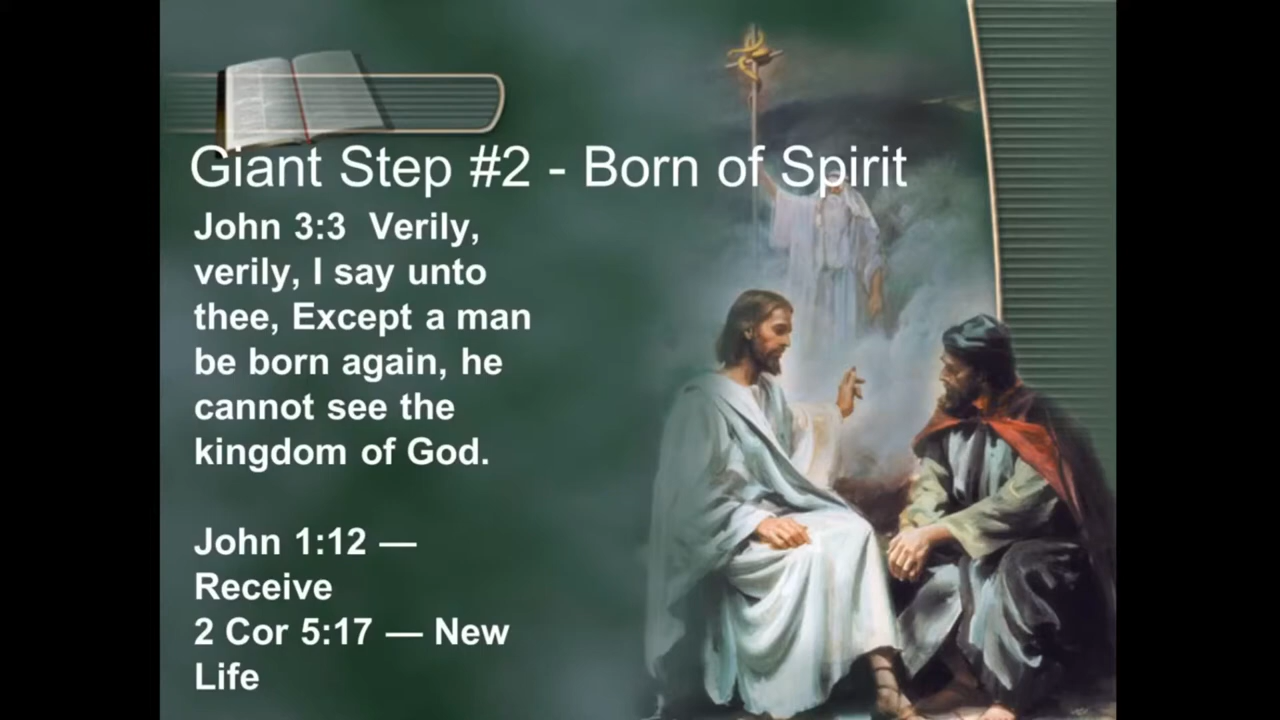 Giant Step #2 - Born of Spirit
John 3:3  Verily,
verily, I say unto
thee, Except a man
be born again, he
cannot see the
kingdom of God.
John 1:12 —
Receive
2 Cor 5:17 — New
Life